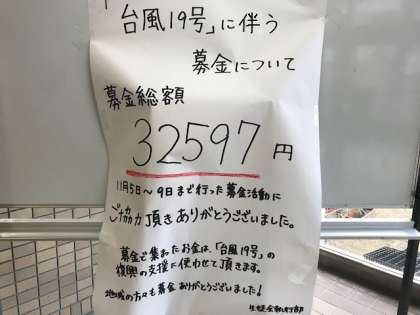 「台風19号」に伴う
募金について
募金総額
32597円
11月5日〜9日まで行った募金活動に
ご協力頂きありがとうございました。
募金で集まったお金は、「台風19号」の
復興の支援に使わせて頂きます。
地域の方々も募金ありがとうございました!
生徒会執行部